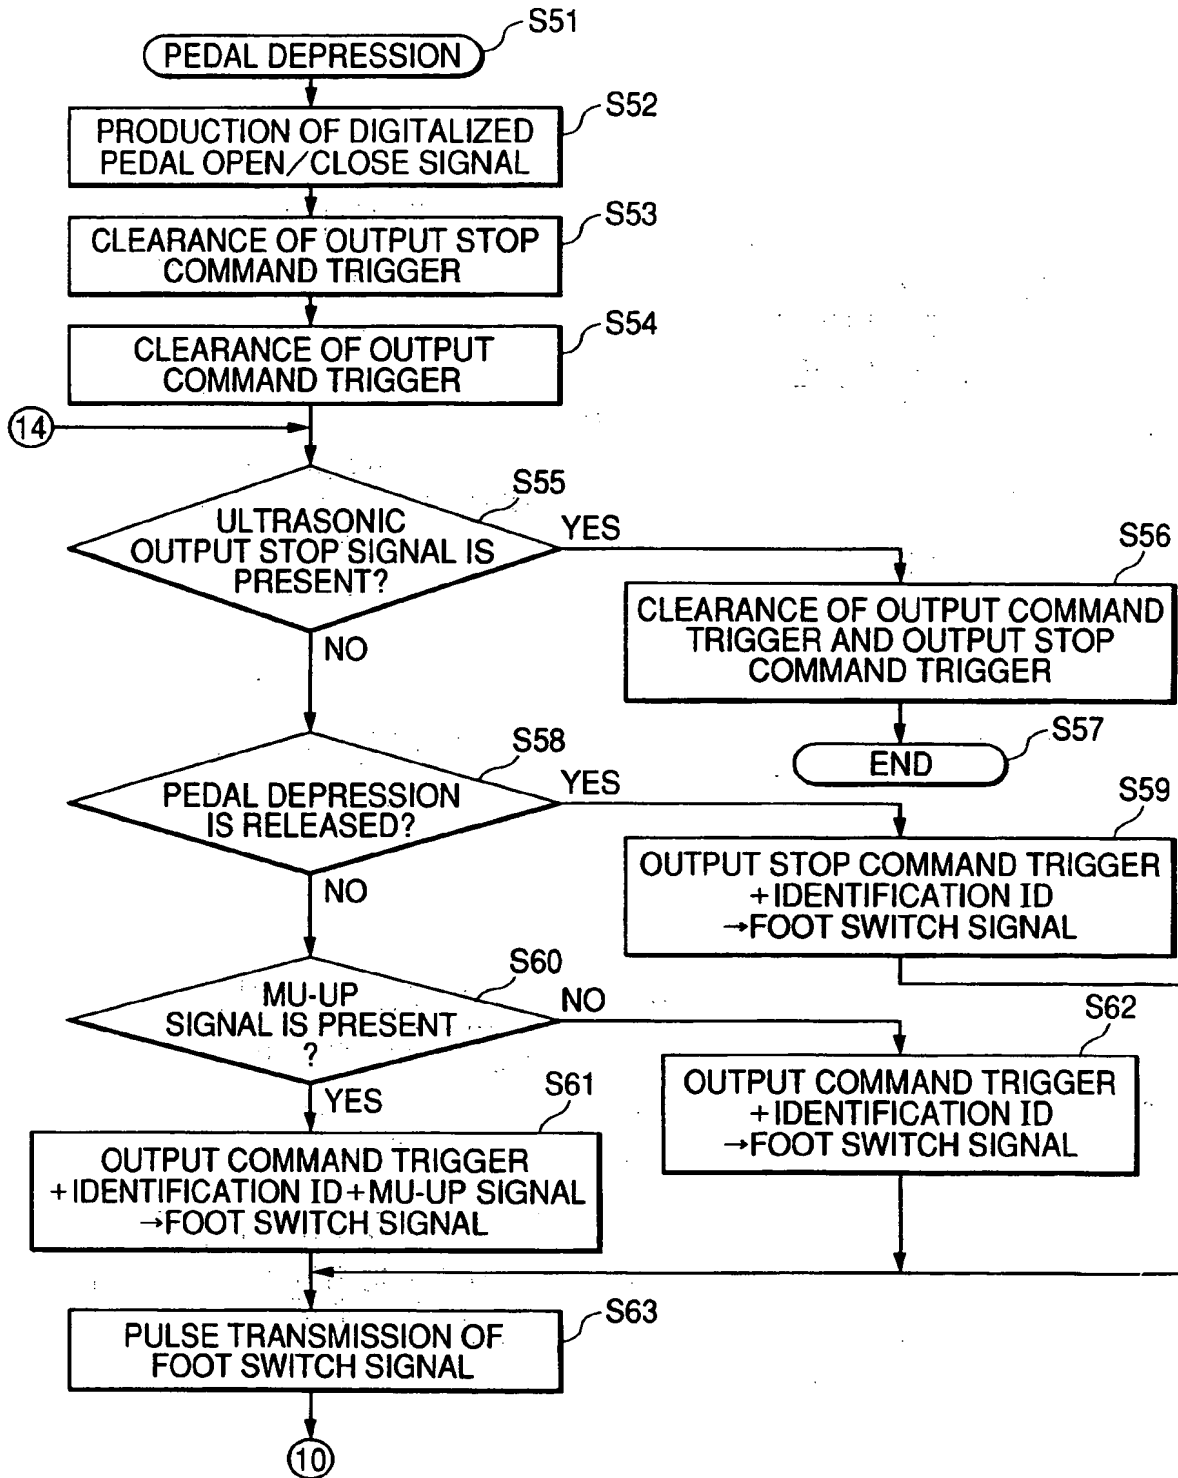 S51
PEDAL DEPRESSION
S52
PRODUCTION OF DIGITALIZED
PEDAL OPEN/CLOSE SIGNAL
S53
CLEARANCE OF OUTPUT STOP
COMMAND TRIGGER
S54
CLEARANCE OF OUTPUT
COMMAND TRIGGER
14
S55
ULTRASONIC
OUTPUT STOP SIGNAL IS
PRESENT?
YES
NO
S56
CLEARANCE OF OUTPUT COMMAND
TRIGGER AND OUTPUT STOP
COMMAND TRIGGER
S57
END
S58
PEDAL DEPRESSION
IS RELEASED?
YES
NO
S59
OUTPUT STOP COMMAND TRIGGER
+IDENTIFICATION ID
→FOOT SWITCH SIGNAL
S60
MU-UP
SIGNAL IS PRESENT
?
NO
YES
S62
OUTPUT COMMAND TRIGGER
+IDENTIFICATION ID
→FOOT SWITCH SIGNAL
S61
OUTPUT COMMAND TRIGGER
+IDENTIFICATION ID+MU-UP SIGNAL
→FOOT SWITCH SIGNAL
S63
PULSE TRANSMISSION OF
FOOT SWITCH SIGNAL
10